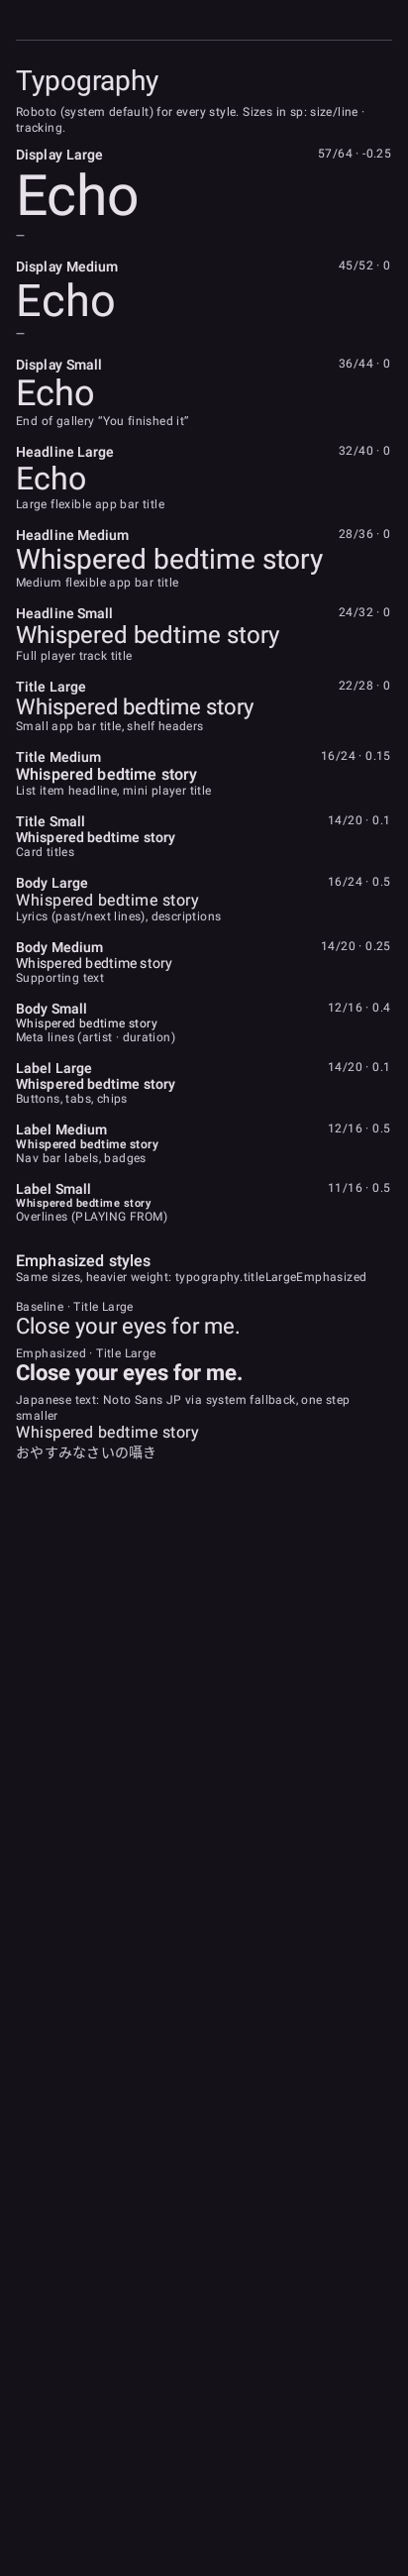 Typography
Roboto (system default) for every style. Sizes in sp: size/line ·
tracking.
Display Large 57/64 · -0.25
Echo
—
Display Medium 45/52 · 0
Echo
—
Display Small 36/44 · 0
Echo
End of gallery “You finished it”
Headline Large 32/40 · 0
Echo
Large flexible app bar title
Headline Medium 28/36 · 0
Whispered bedtime story
Medium flexible app bar title
Headline Small 24/32 · 0
Whispered bedtime story
Full player track title
Title Large 22/28 · 0
Whispered bedtime story
Small app bar title, shelf headers
Title Medium 16/24 · 0.15
Whispered bedtime story
List item headline, mini player title
Title Small 14/20 · 0.1
Whispered bedtime story
Card titles
Body Large 16/24 · 0.5
Whispered bedtime story
Lyrics (past/next lines), descriptions
Body Medium 14/20 · 0.25
Whispered bedtime story
Supporting text
Body Small 12/16 · 0.4
Whispered bedtime story
Meta lines (artist · duration)
Label Large 14/20 · 0.1
Whispered bedtime story
Buttons, tabs, chips
Label Medium 12/16 · 0.5
Whispered bedtime story
Nav bar labels, badges
Label Small 11/16 · 0.5
Whispered bedtime story
Overlines (PLAYING FROM)
Emphasized styles
Same sizes, heavier weight: typography.titleLargeEmphasized
Baseline · Title Large
Close your eyes for me.
Emphasized · Title Large
Close your eyes for me.
Japanese text: Noto Sans JP via system fallback, one step
smaller
Whispered bedtime story
おやすみなさいの囁き